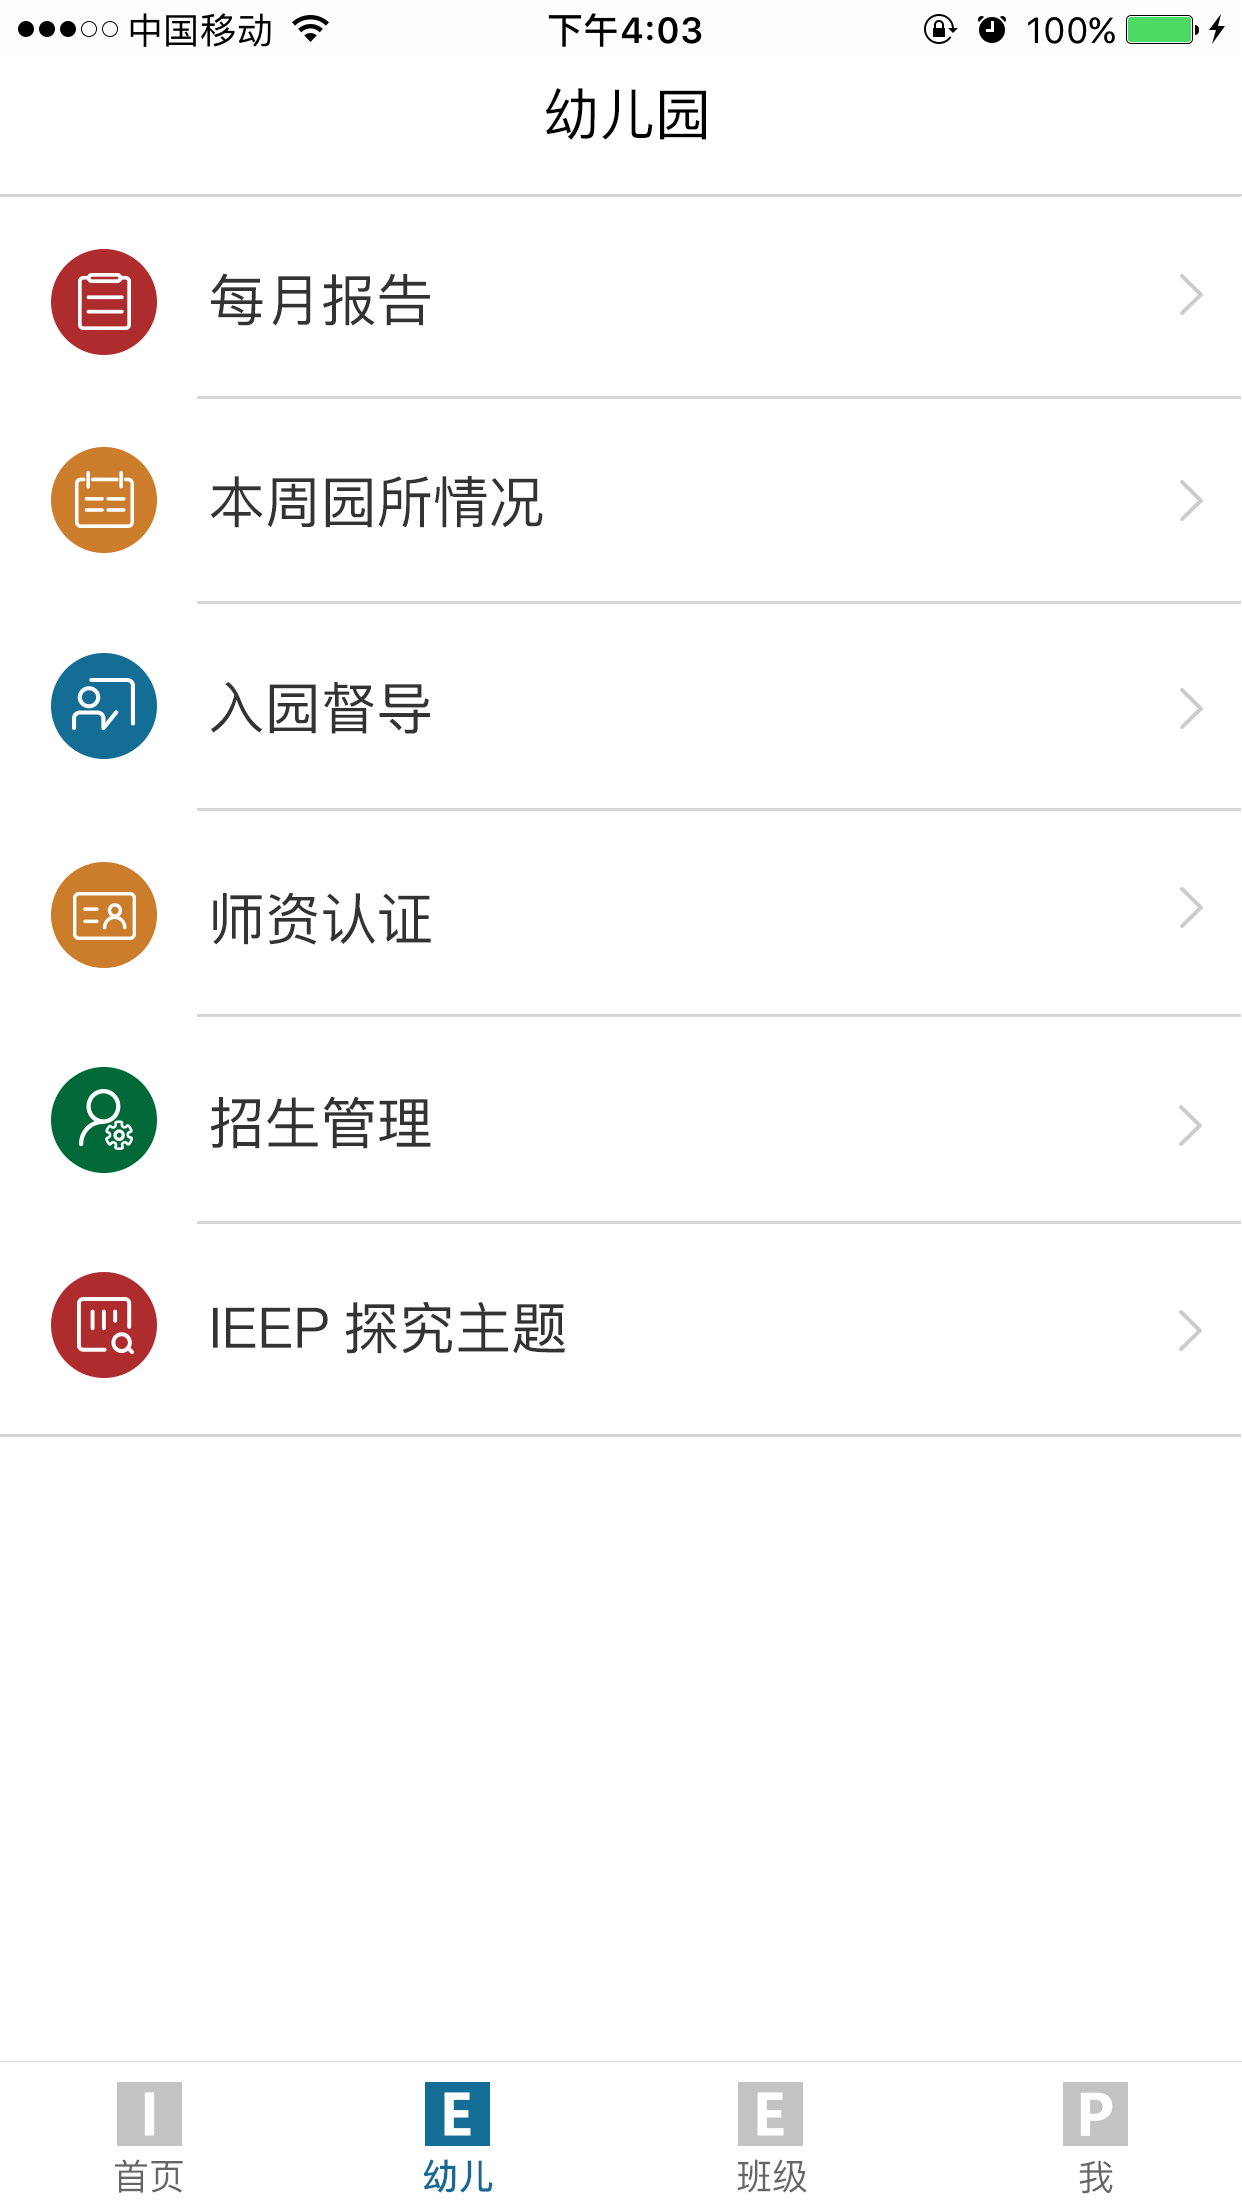 中国移动 下午4:03 100%
幼儿园
每月报告
本周园所情况
入园督导
师资认证
招生管理
IEEP 探究主题
I E E P
首页 幼儿 班级 我